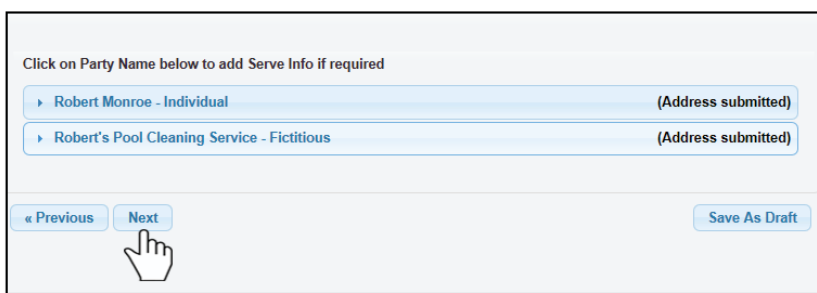 Click on Party Name below to add Serve Info if required
Robert Monroe - Individual (Address submitted)
Robert's Pool Cleaning Service - Fictitious (Address submitted)
« Previous Next Save As Draft